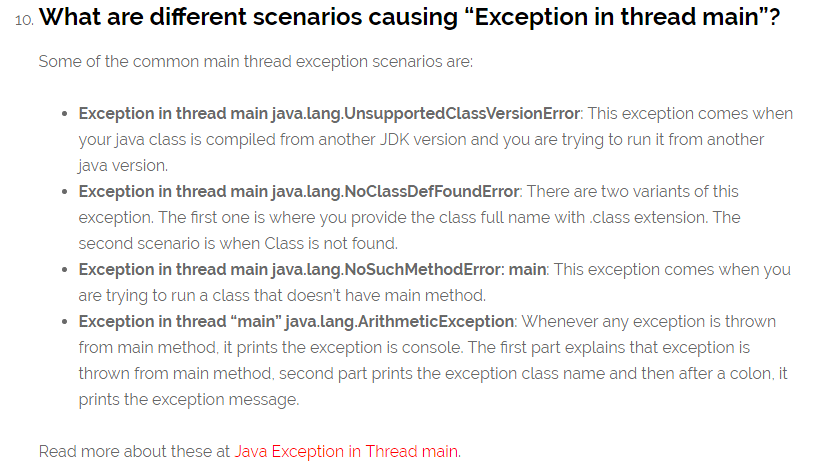 10. What are different scenarios causing “Exception in thread main”?
Some of the common main thread exception scenarios are:
• Exception in thread main java.lang.UnsupportedClassVersionError: This exception comes when
your java class is compiled from another JDK version and you are trying to run it from another
java version.
• Exception in thread main java.lang.NoClassDefFoundError: There are two variants of this
exception. The first one is where you provide the class full name with .class extension. The
second scenario is when Class is not found.
• Exception in thread main java.lang.NoSuchMethodError: main: This exception comes when you
are trying to run a class that doesn’t have main method.
• Exception in thread “main” java.lang.ArithmeticException: Whenever any exception is thrown
from main method, it prints the exception is console. The first part explains that exception is
thrown from main method, second part prints the exception class name and then after a colon, it
prints the exception message.
Read more about these at Java Exception in Thread main.